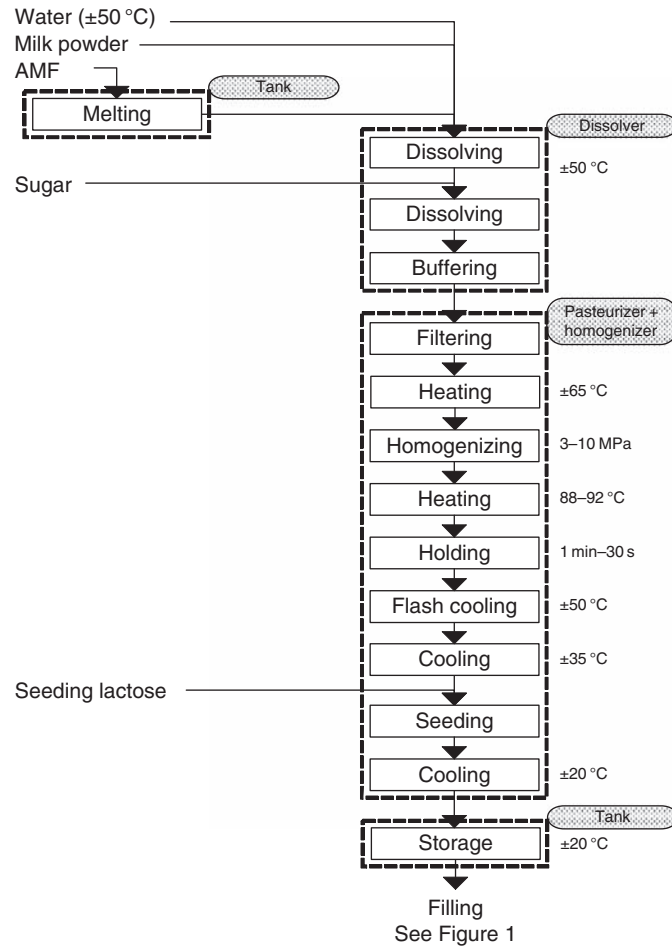 Water (±50 °C)
Milk powder
AMF
Tank
Melting
Dissolver
Dissolving
±50 °C
Sugar
Dissolving
Buffering
Pasteurizer +
homogenizer
Filtering
Heating
±65 °C
Homogenizing
3–10 MPa
Heating
88–92 °C
Holding
1 min–30 s
Flash cooling
±50 °C
Cooling
±35 °C
Seeding lactose
Seeding
Cooling
±20 °C
Tank
Storage
±20 °C
Filling
See Figure 1